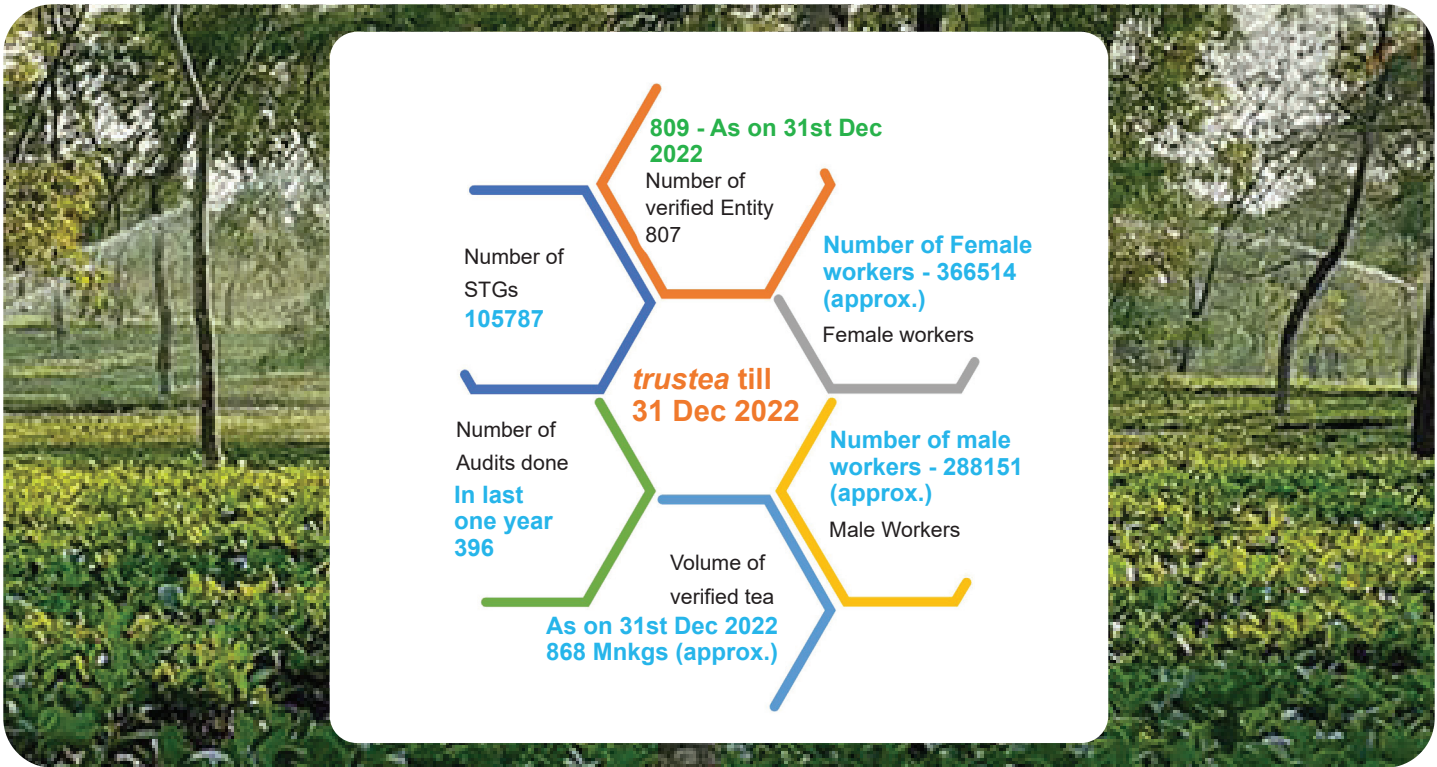 809 - As on 31st Dec
2022
Number of
verified Entity
807
Number of Female
workers - 366514
(approx.)
Female workers
Number of
STGs
105787
trustea till
31 Dec 2022
Number of
Audits done
In last
one year
396
Number of male
workers - 288151
(approx.)
Male Workers
Volume of
verified tea
As on 31st Dec 2022
868 Mnkgs (approx.)